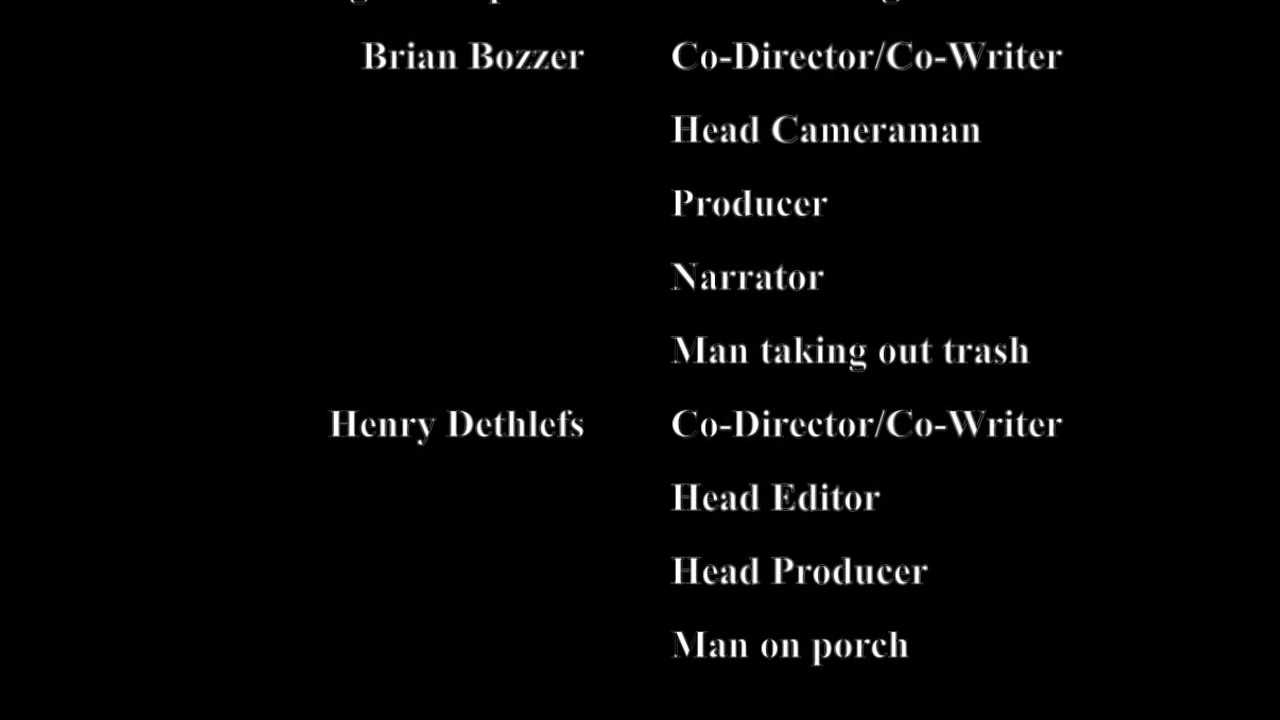 Brian Bozzer Co-Director/Co-Writer
Head Cameraman
Producer
Narrator
Man taking out trash
Henry Dethlefs Co-Director/Co-Writer
Head Editor
Head Producer
Man on porch